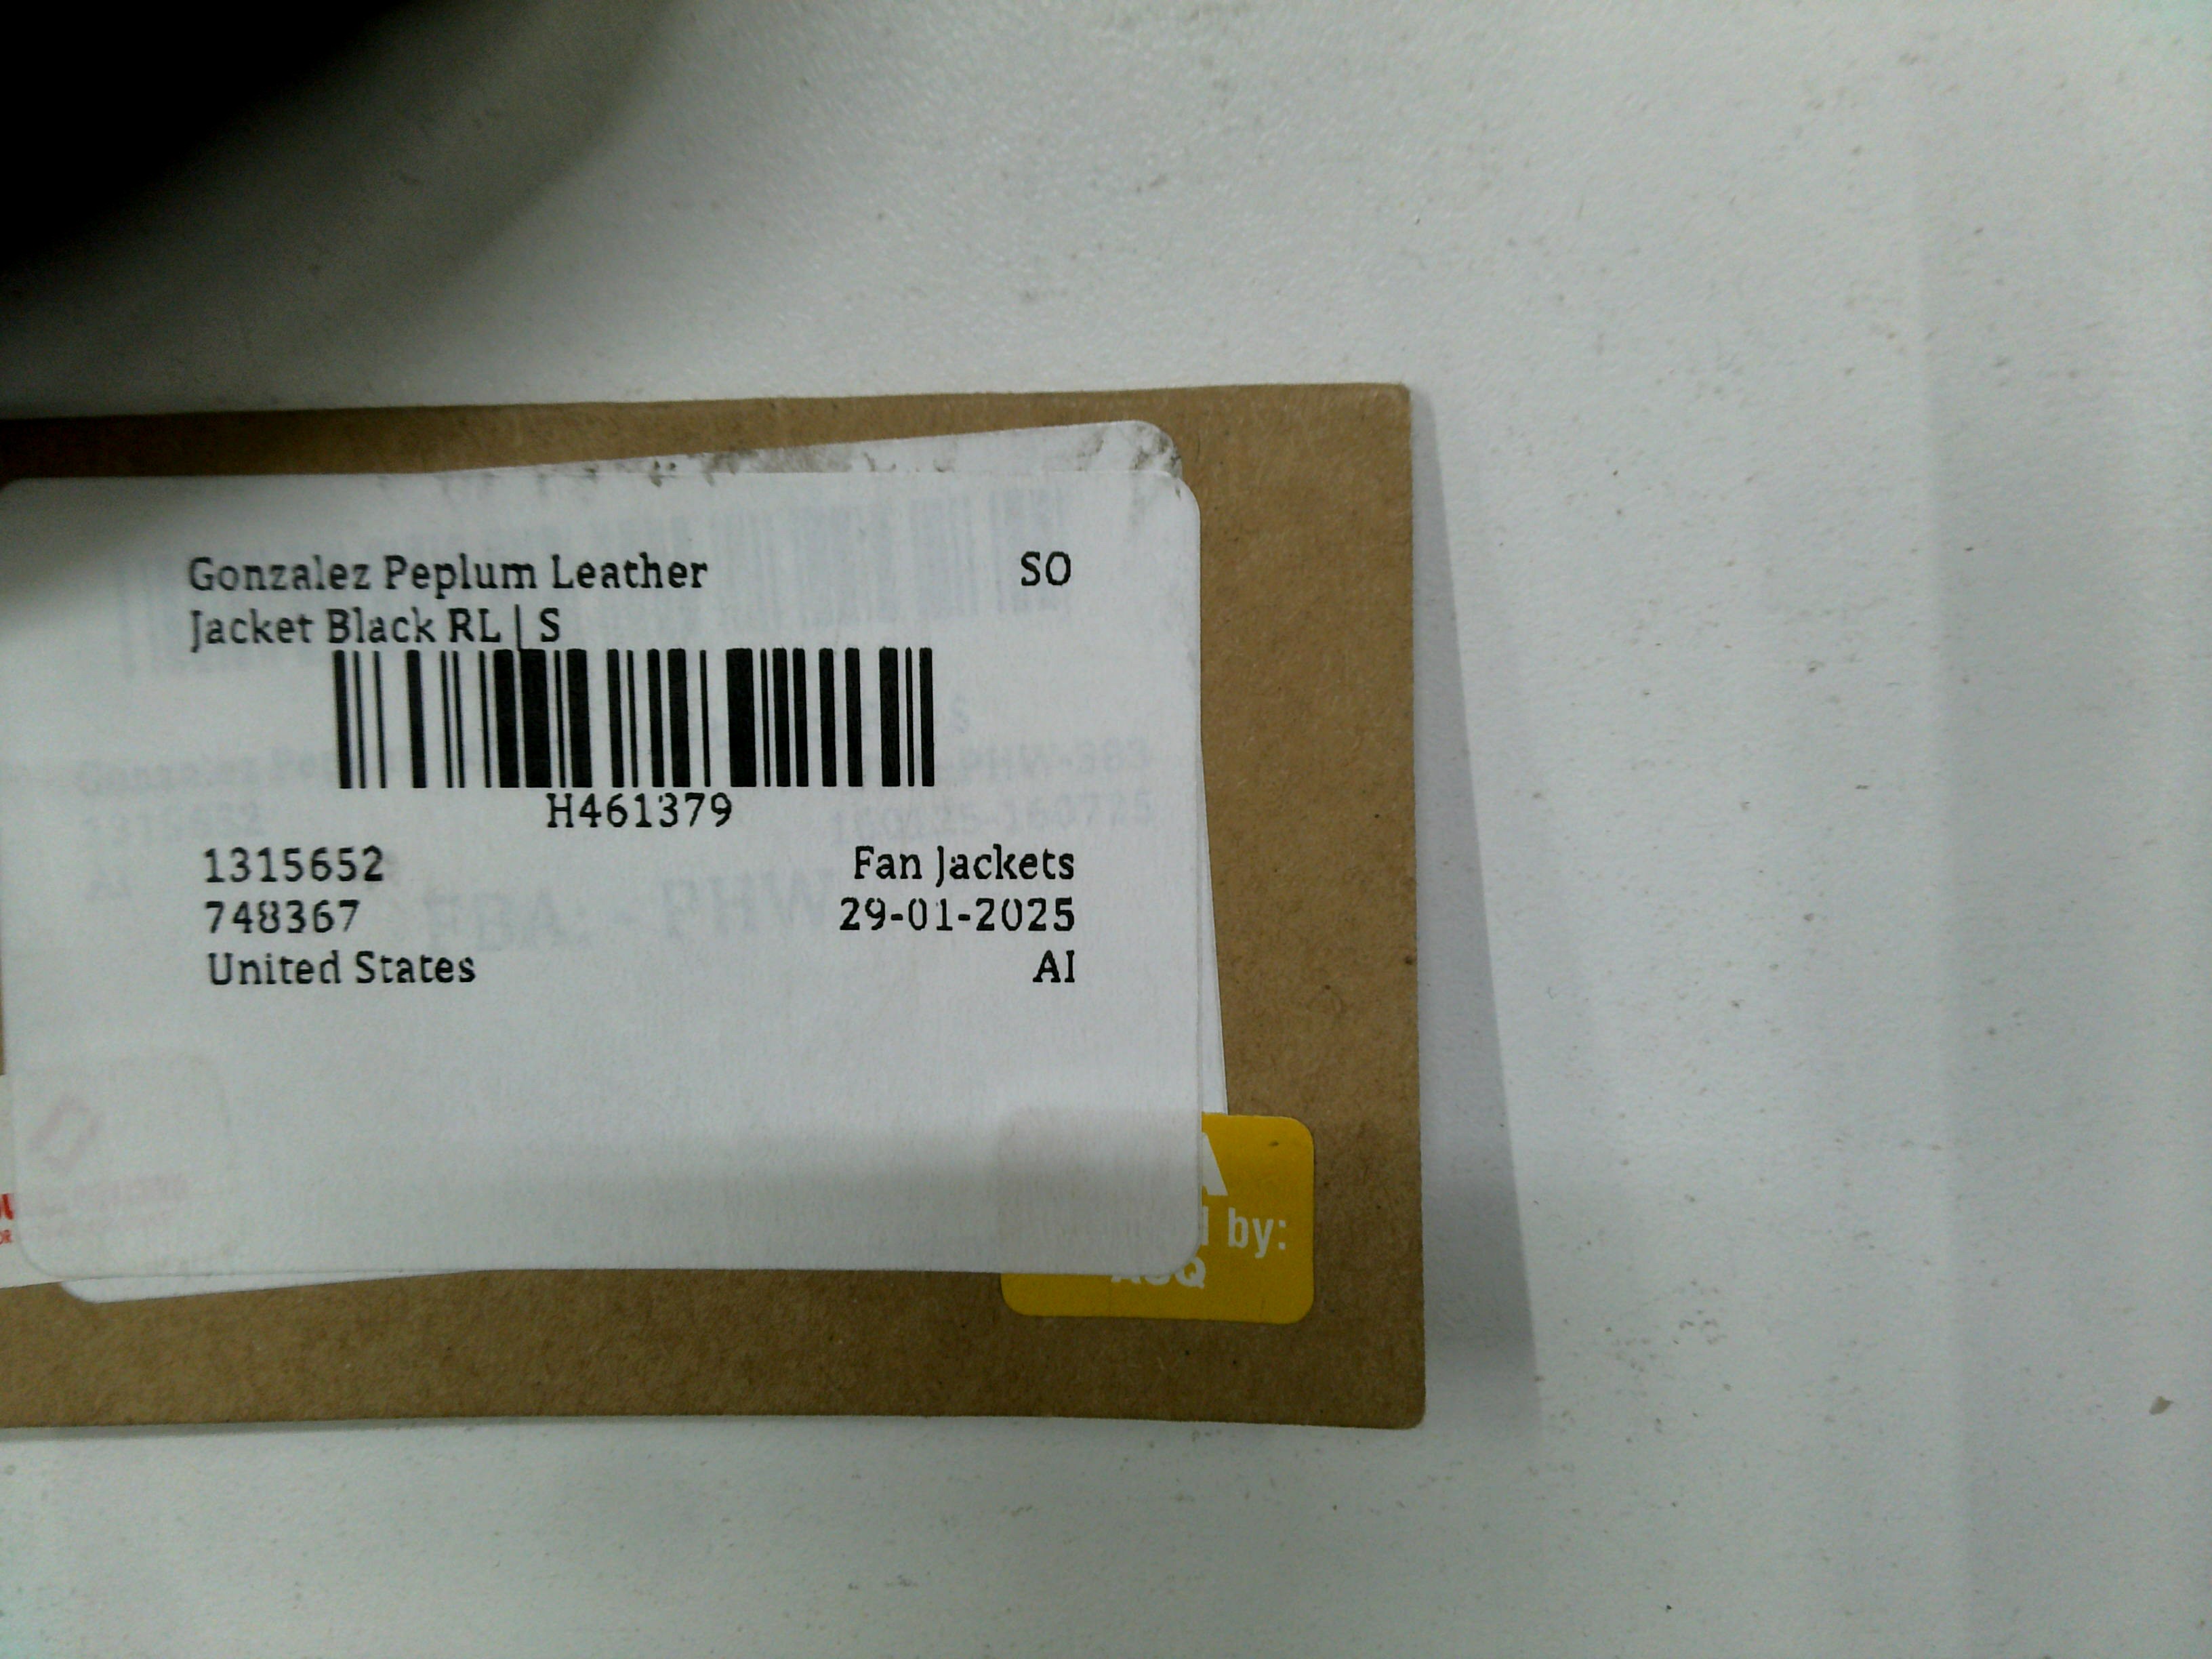 Gonzalez Peplum Leather SO
Jacket Black RL | S
H461379
1315652 Fan Jackets
748367 29-01-2025
United States AI
by: